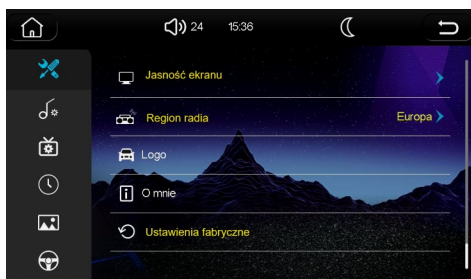 24 15:36
Jasność ekranu
Region radia Europa
Logo
O mnie
Ustawienia fabryczne